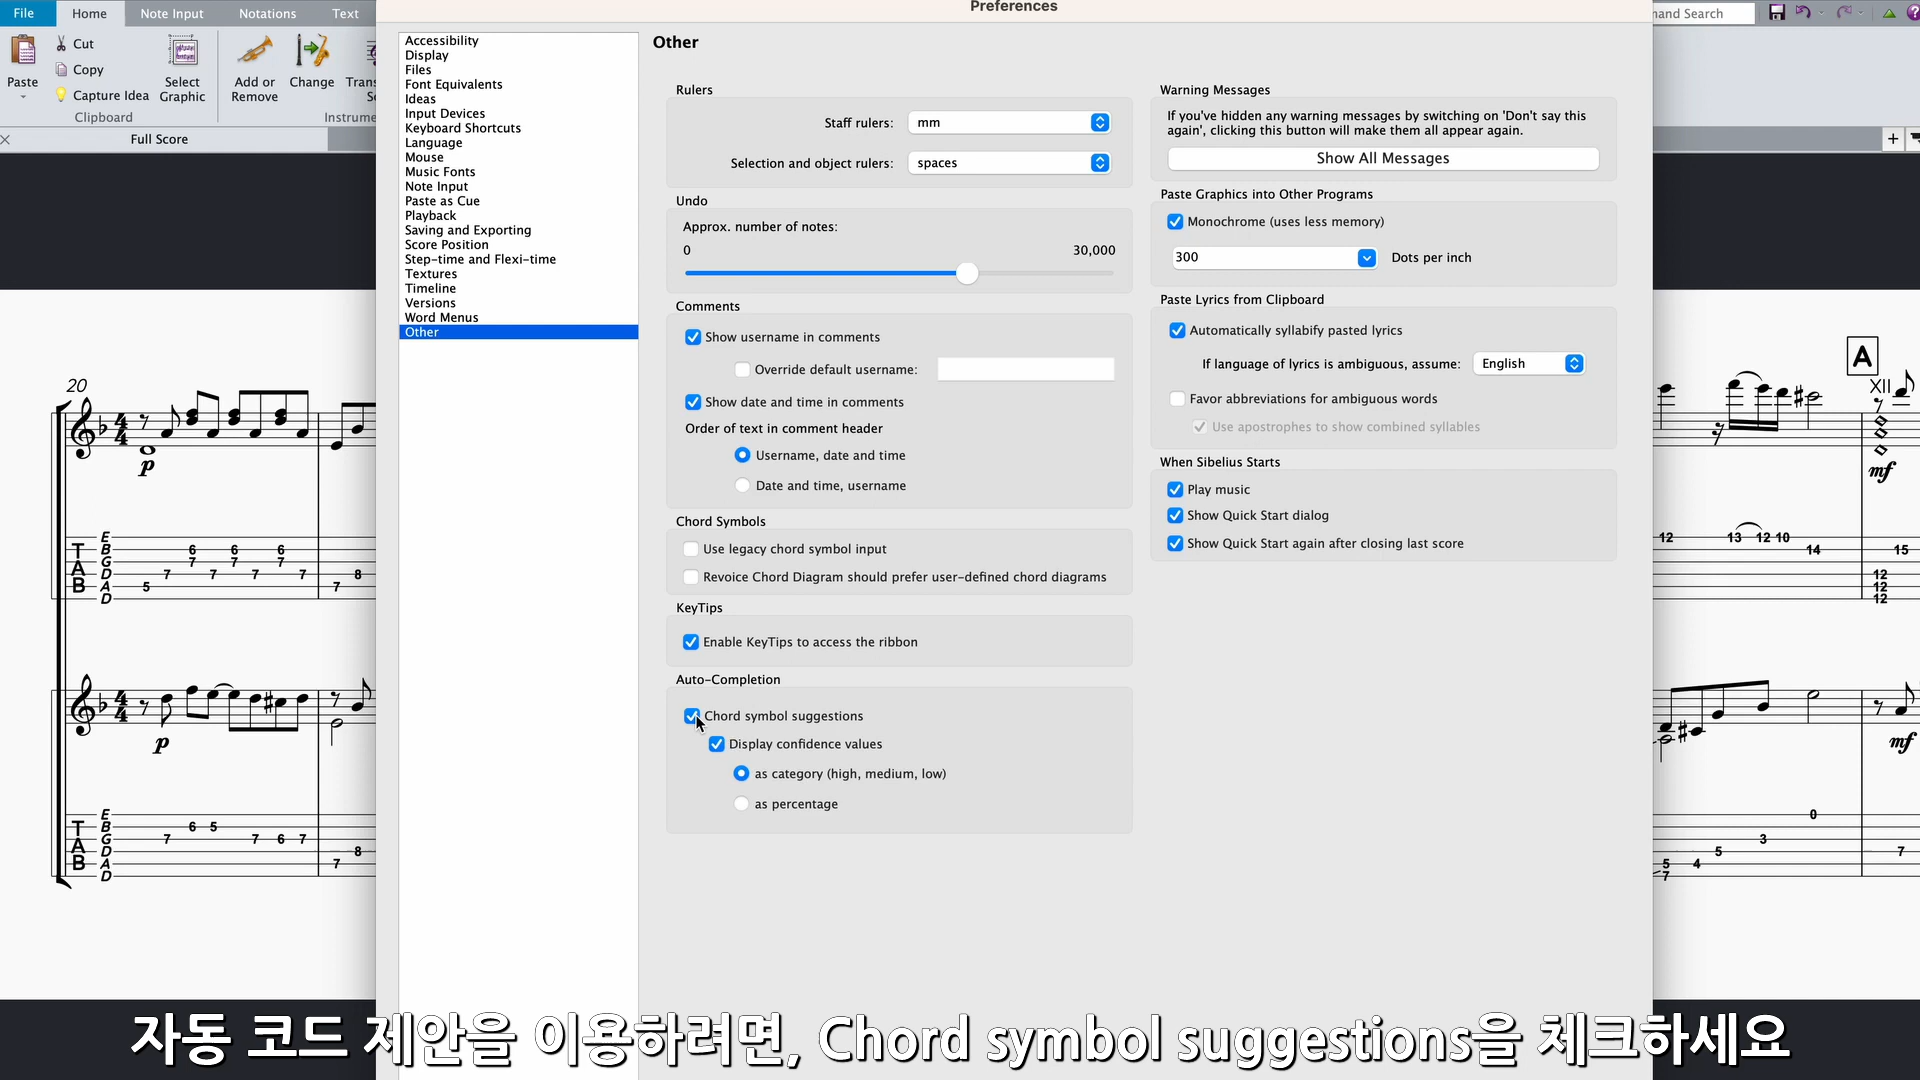 Preferences
File
Home
Note Input
Notations
Text
Cut
Copy
Capture Idea
Paste
Clipboard
Select
Graphic
Add or
Remove
Change
Full Score
Accessibility
Display
Files
Font Equivalents
Ideas
Input Devices
Keyboard Shortcuts
Language
Mouse
Music Fonts
Note Input
Paste as Cue
Playback
Saving and Exporting
Score Position
Step-time and Flexi-time
Textures
Timeline
Versions
Word Menus
Other
Other
Rulers
Staff rulers: mm
Selection and object rulers: spaces
Undo
Approx. number of notes:
0 30,000
Comments
Show username in comments
Override default username:
Show date and time in comments
Order of text in comment header
Username, date and time
Date and time, username
Chord Symbols
Use legacy chord symbol input
Revoice Chord Diagram should prefer user-defined chord diagrams
KeyTips
Enable KeyTips to access the ribbon
Auto-Completion
Chord symbol suggestions
Display confidence values
as category (high, medium, low)
as percentage
Warning Messages
If you've hidden any warning messages by switching on 'Don't say this
again', clicking this button will make them all appear again.
Show All Messages
Paste Graphics into Other Programs
Monochrome (uses less memory)
300 Dots per inch
Paste Lyrics from Clipboard
Automatically syllabify pasted lyrics
If language of lyrics is ambiguous, assume: English
Favor abbreviations for ambiguous words
Use apostrophes to show combined syllables
When Sibelius Starts
Play music
Show Quick Start dialog
Show Quick Start again after closing last score
Search
20
p
p
A
XII
mf
mf
자동 코드 제안을 이용하려면, Chord symbol suggestions을 체크하세요